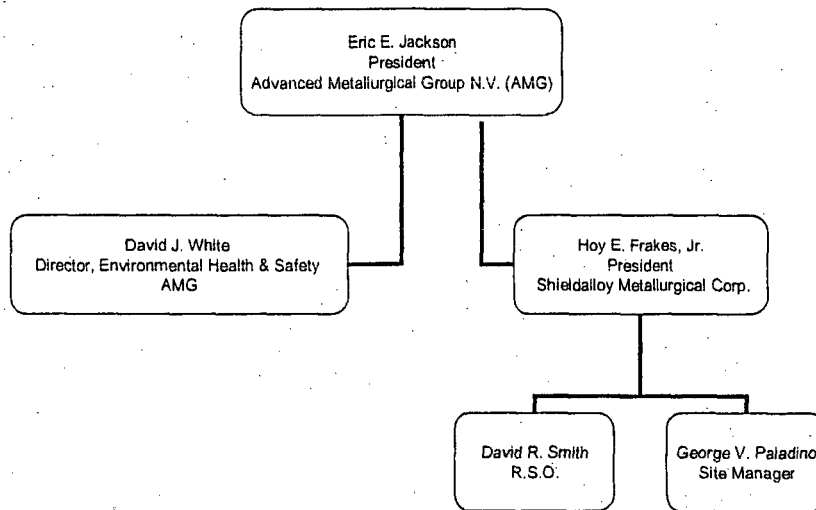 Eric E. Jackson
President
Advanced Metallurgical Group N.V. (AMG)
David J. White
Director, Environmental Health & Safety
AMG
Hoy E. Frakes, Jr.
President
Shieldalloy Metallurgical Corp.
David R. Smith
R.S.O.
George V. Paladino
Site Manager